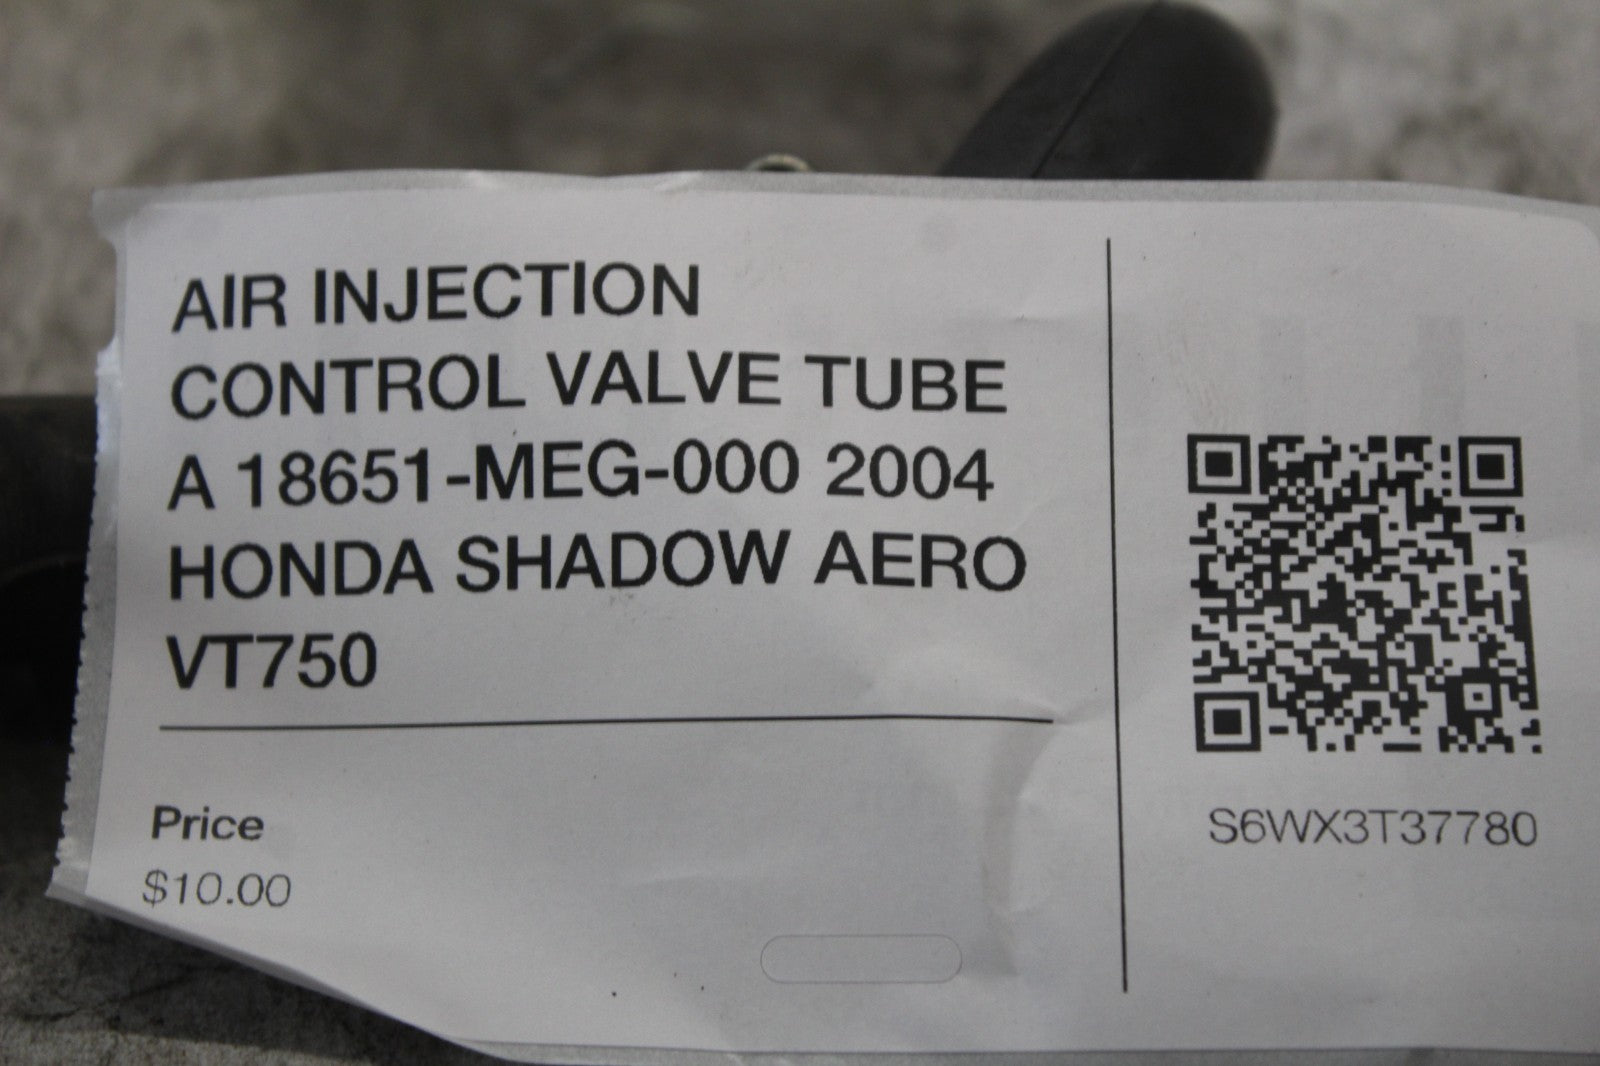 AIR INJECTION
CONTROL VALVE TUBE
A 18651-MEG-000 2004
HONDA SHADOW AERO
VT750
Price
$10.00
S6WX3T37780